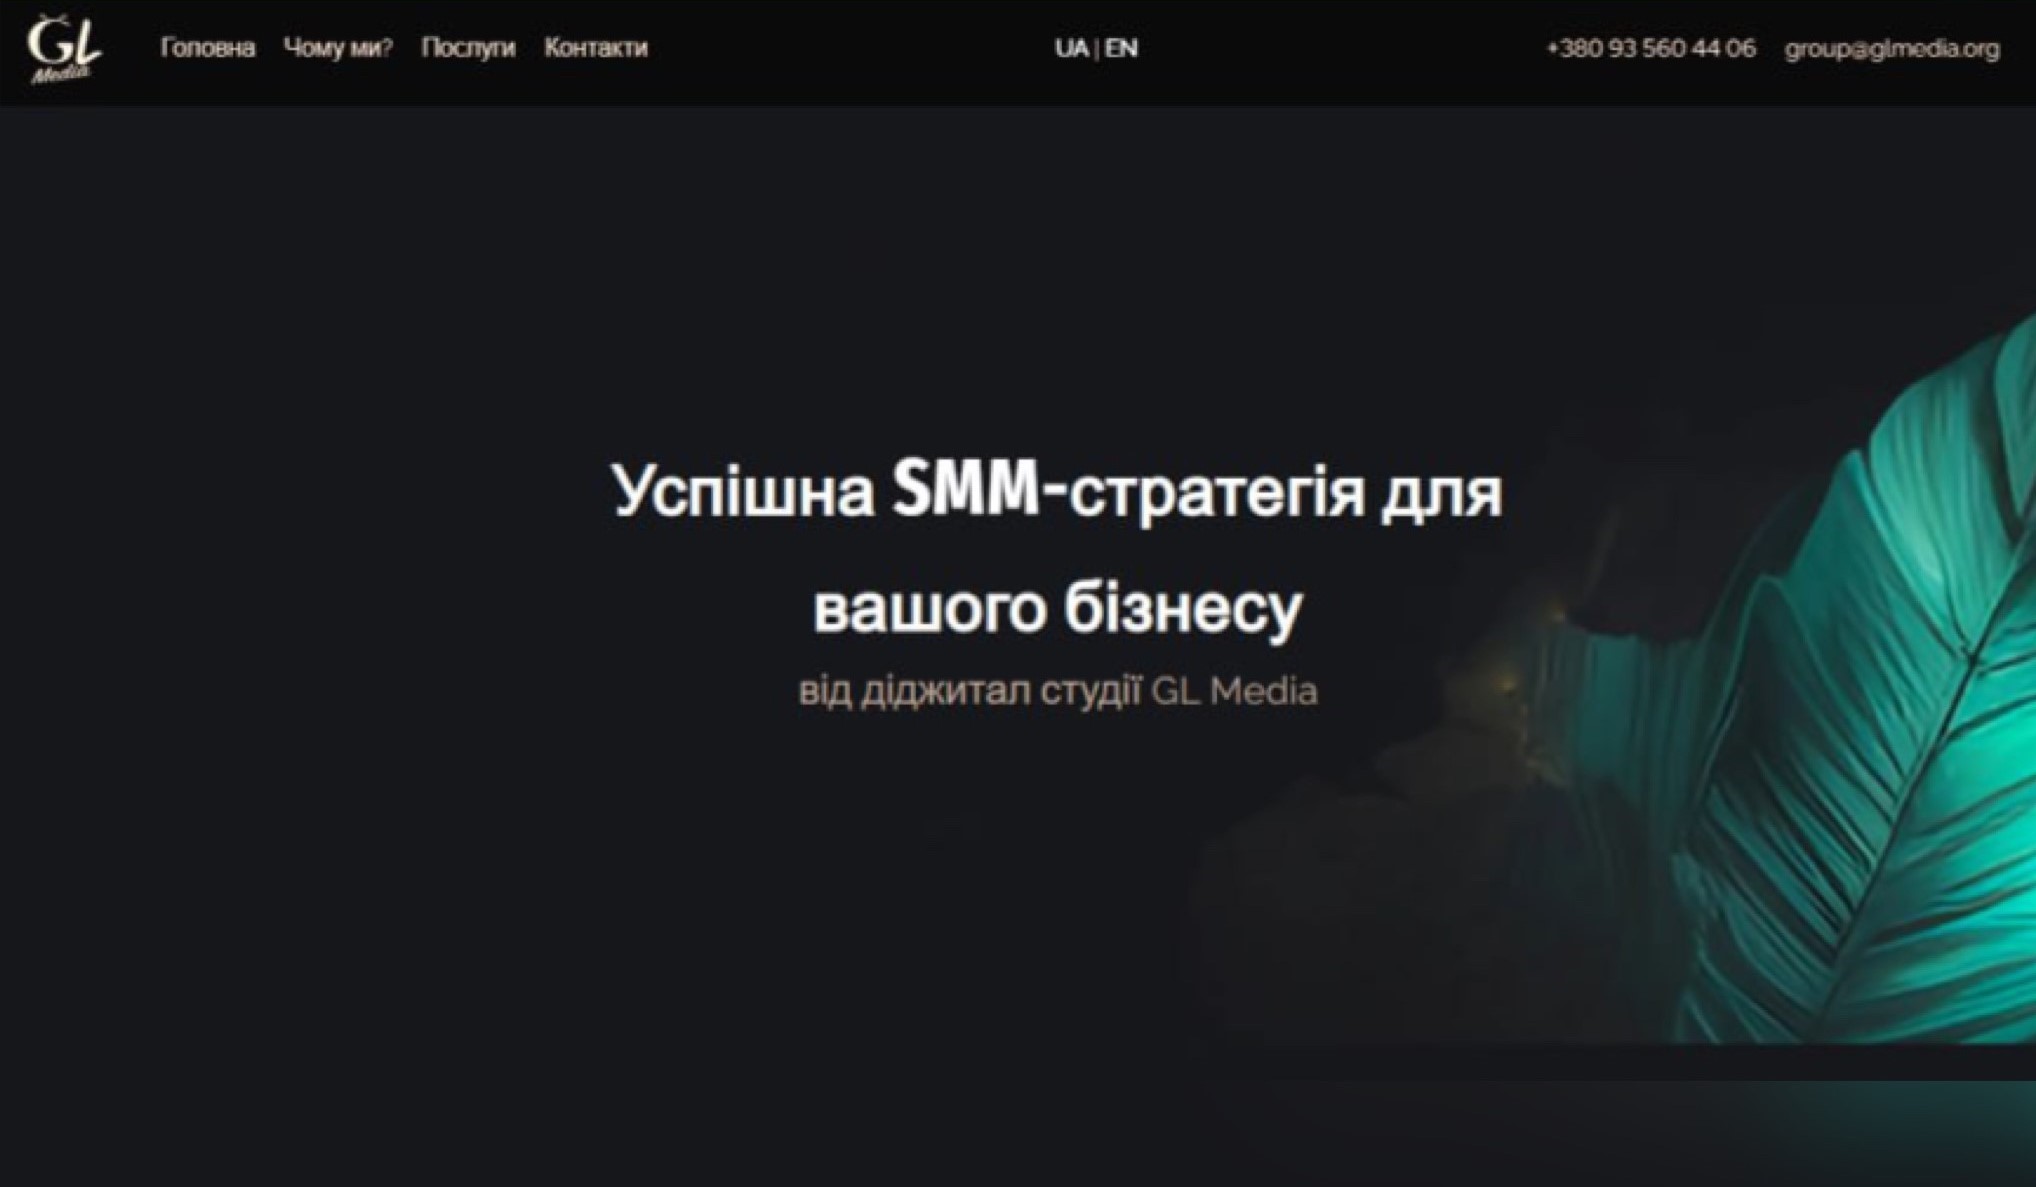 GL Media
Головна Чому ми? Послуги Контакти UA | EN +380 93 560 44 06 group@glmedia.org
Успішна SMM-стратегія для
вашого бізнесу
від діджитал студії GL Media